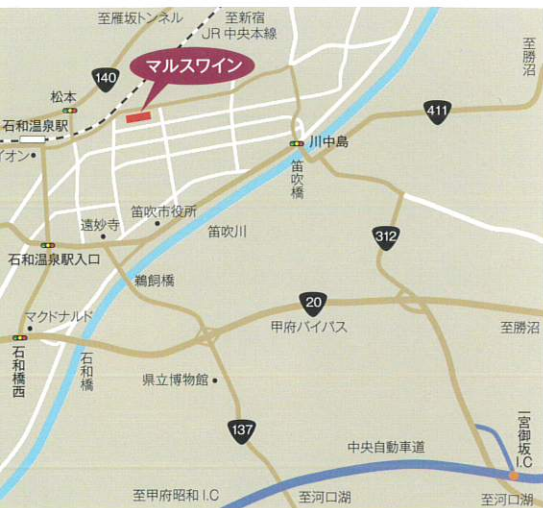 至雁坂トンネル
至新宿
JR中央本線
マルスワイン
140
松本
石和温泉駅
イオン
至勝沼
411
川中島
笛吹橋
笛吹市役所
遠妙寺
笛吹川
312
石和温泉駅入口
鵜飼橋
20
マクドナルド
甲府バイパス
至勝沼
石和橋西
石和橋
県立博物館
137
一宮御坂I.C
中央自動車道
至甲府昭和I.C
至河口湖
至河口湖